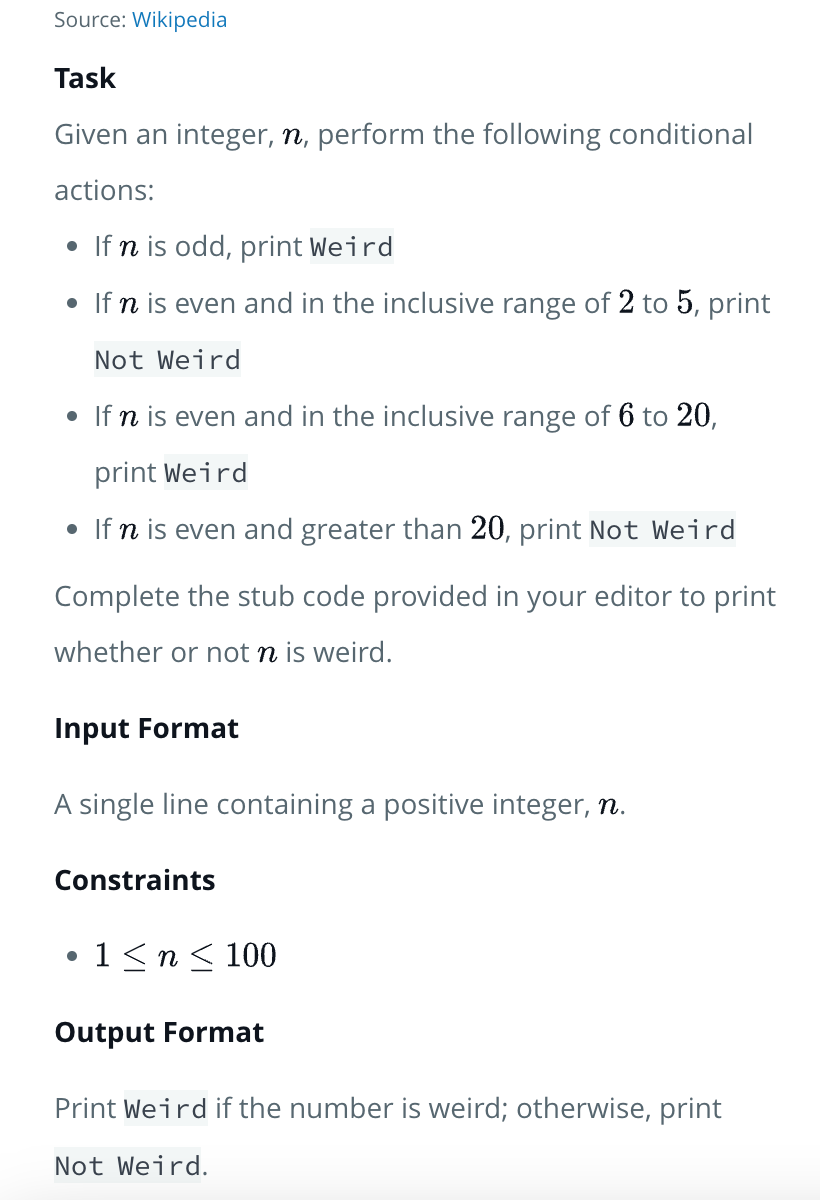 Source: Wikipedia
Task
Given an integer, n, perform the following conditional
actions:
• If n is odd, print Weird
• If n is even and in the inclusive range of 2 to 5, print
Not Weird
• If n is even and in the inclusive range of 6 to 20,
print Weird
• If n is even and greater than 20, print Not Weird
Complete the stub code provided in your editor to print
whether or not n is weird.
Input Format
A single line containing a positive integer, n.
Constraints
• 1 ≤ n ≤ 100
Output Format
Print Weird if the number is weird; otherwise, print
Not Weird.